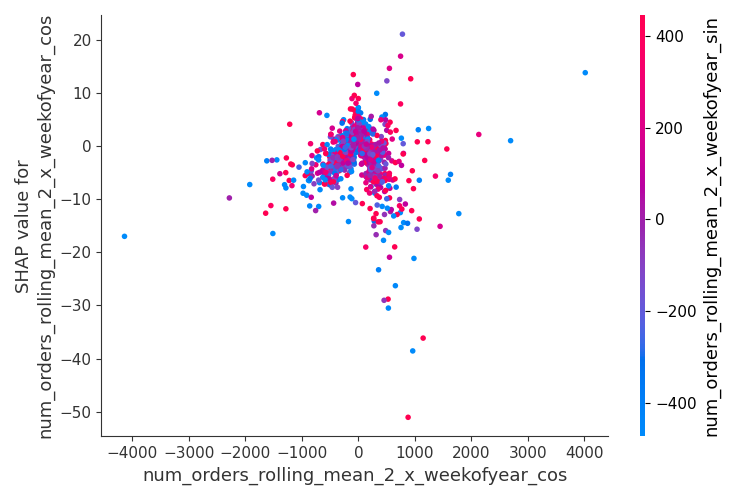 20
10
0
−10
−20
−30
−40
−50
SHAP value for
num_orders_rolling_mean_2_x_weekofyear_cos
−4000 −3000 −2000 −1000 0 1000 2000 3000 4000
num_orders_rolling_mean_2_x_weekofyear_cos
400
200
0
−200
−400
num_orders_rolling_mean_2_x_weekofyear_sin